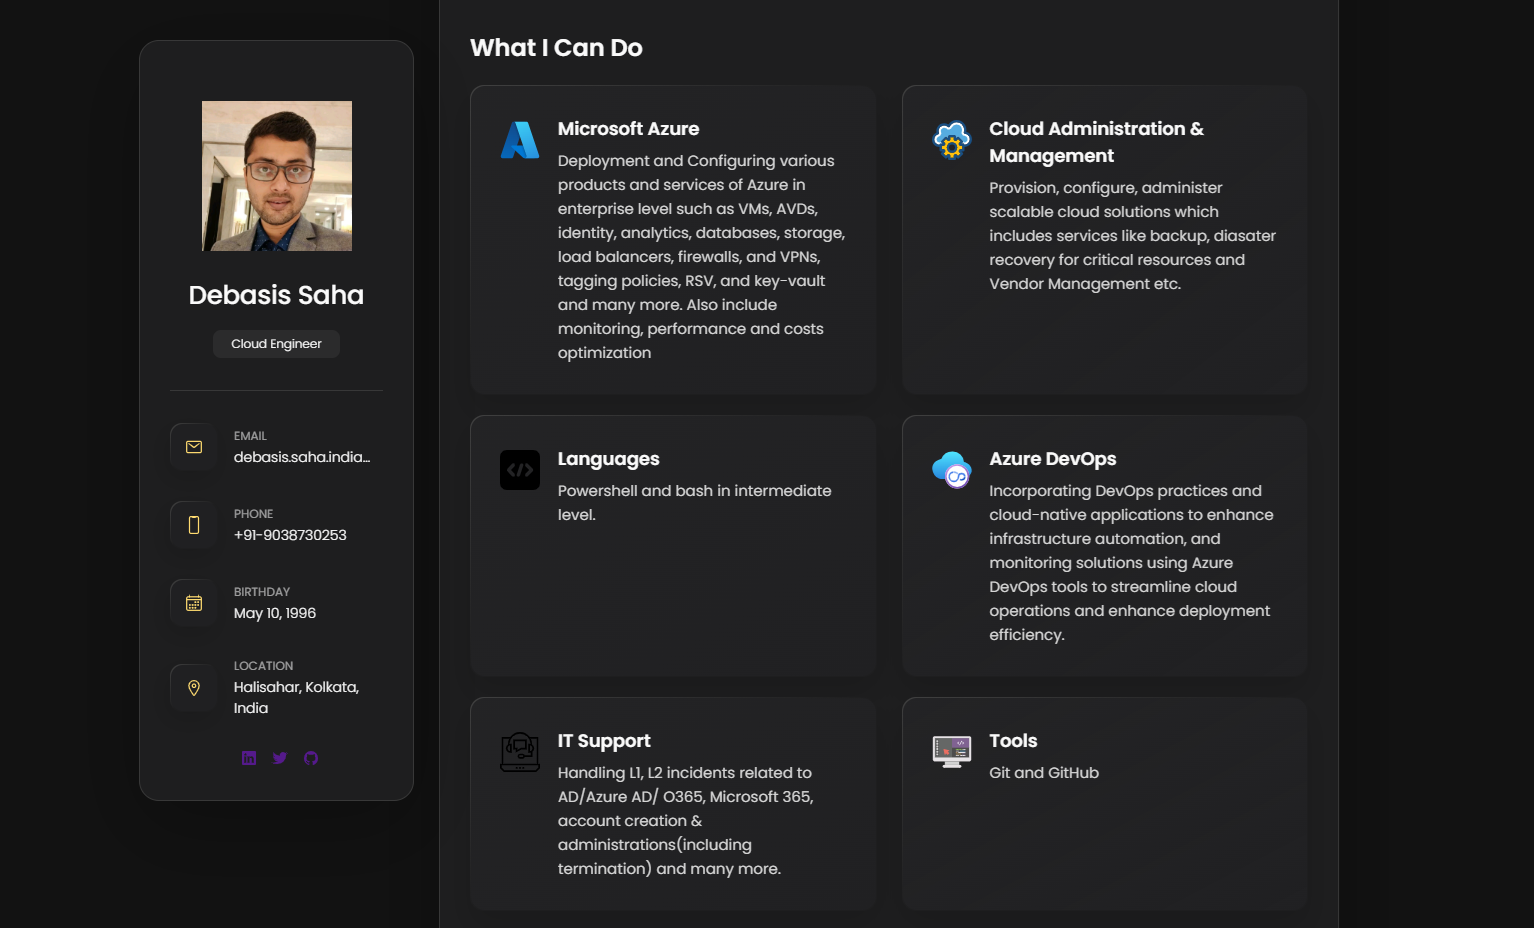 Debasis Saha
Cloud Engineer
EMAIL
debasis.saha.india...
PHONE
+91-9038730253
BIRTHDAY
May 10, 1996
LOCATION
Halisahar, Kolkata,
India
What I Can Do
Microsoft Azure
Deployment and Configuring various
products and services of Azure in
enterprise level such as VMs, AVDs,
identity, analytics, databases, storage,
load balancers, firewalls, and VPNs,
tagging policies, RSV, and key-vault
and many more. Also include
monitoring, performance and costs
optimization
Cloud Administration &
Management
Provision, configure, administer
scalable cloud solutions which
includes services like backup, diasater
recovery for critical resources and
Vendor Management etc.
Languages
Powershell and bash in intermediate
level.
Azure DevOps
Incorporating DevOps practices and
cloud-native applications to enhance
infrastructure automation, and
monitoring solutions using Azure
DevOps tools to streamline cloud
operations and enhance deployment
efficiency.
IT Support
Handling L1, L2 incidents related to
AD/Azure AD/ O365, Microsoft 365,
account creation &
administrations(including
termination) and many more.
Tools
Git and GitHub